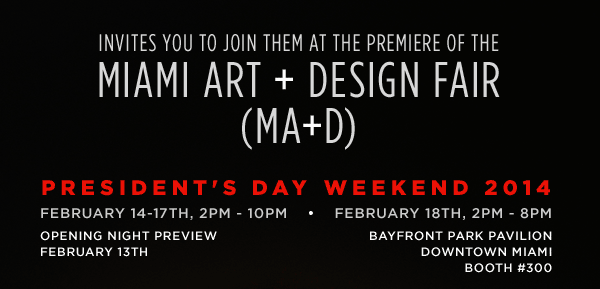 INVITES YOU TO JOIN THEM AT THE PREMIERE OF THE
MIAMI ART + DESIGN FAIR
(MA+D)
PRESIDENT'S DAY WEEKEND 2014
FEBRUARY 14-17TH, 2PM - 10PM • FEBRUARY 18TH, 2PM - 8PM
OPENING NIGHT PREVIEW
FEBRUARY 13TH
BAYFRONT PARK PAVILION
DOWNTOWN MIAMI
BOOTH #300